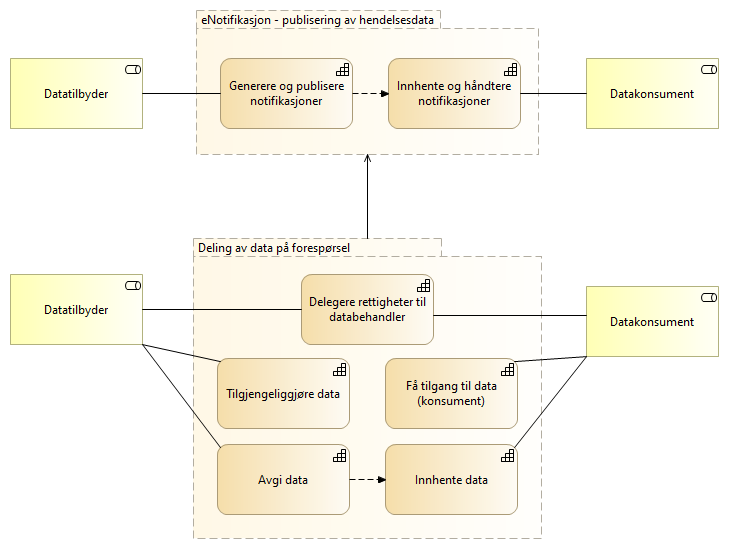 eNotifikasjon - publisering av hendelsesdata
Datatilbyder
Generere og publisere
notifikasjoner
Innhente og håndtere
notifikasjoner
Datakonsument
Deling av data på forespørsel
Datatilbyder
Delegere rettigheter til
databehandler
Datakonsument
Tilgjengeliggjøre data
Få tilgang til data
(konsument)
Avgi data
Innhente data